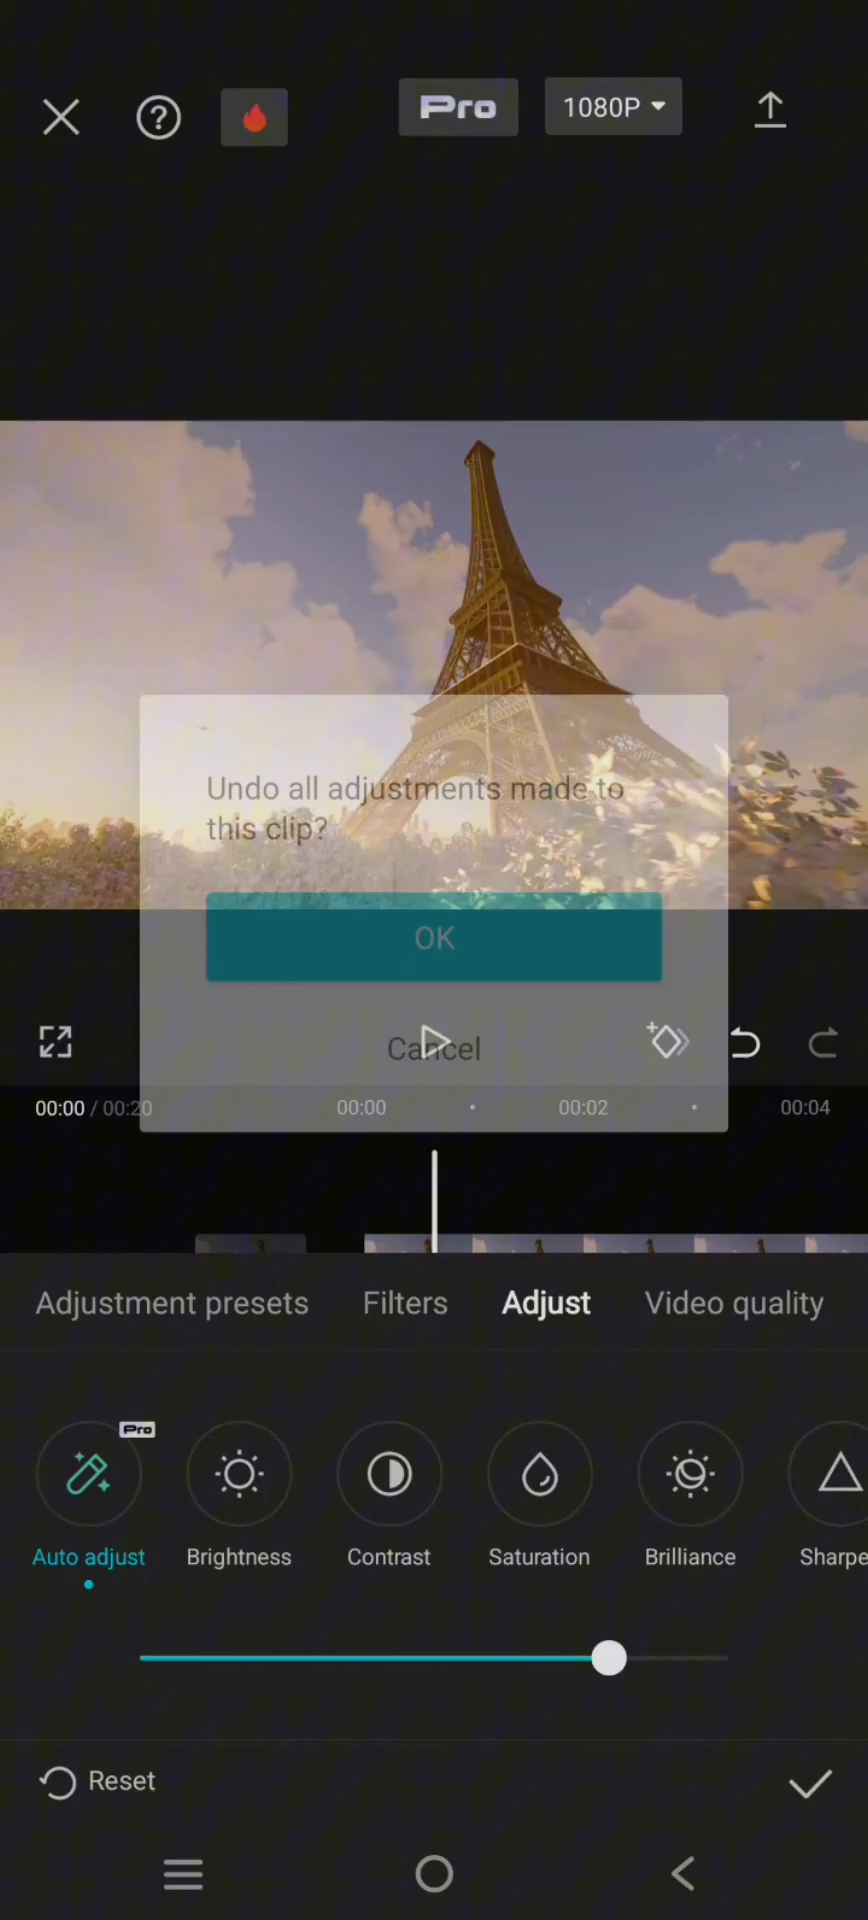 Pro
1080P
Undo all adjustments made to
this clip?
OK
Cancel
00:00 / 00:20
00:00
00:02
00:04
Adjustment presets
Filters
Adjust
Video quality
Pro
Auto adjust
Brightness
Contrast
Saturation
Brilliance
Sharpe
Reset